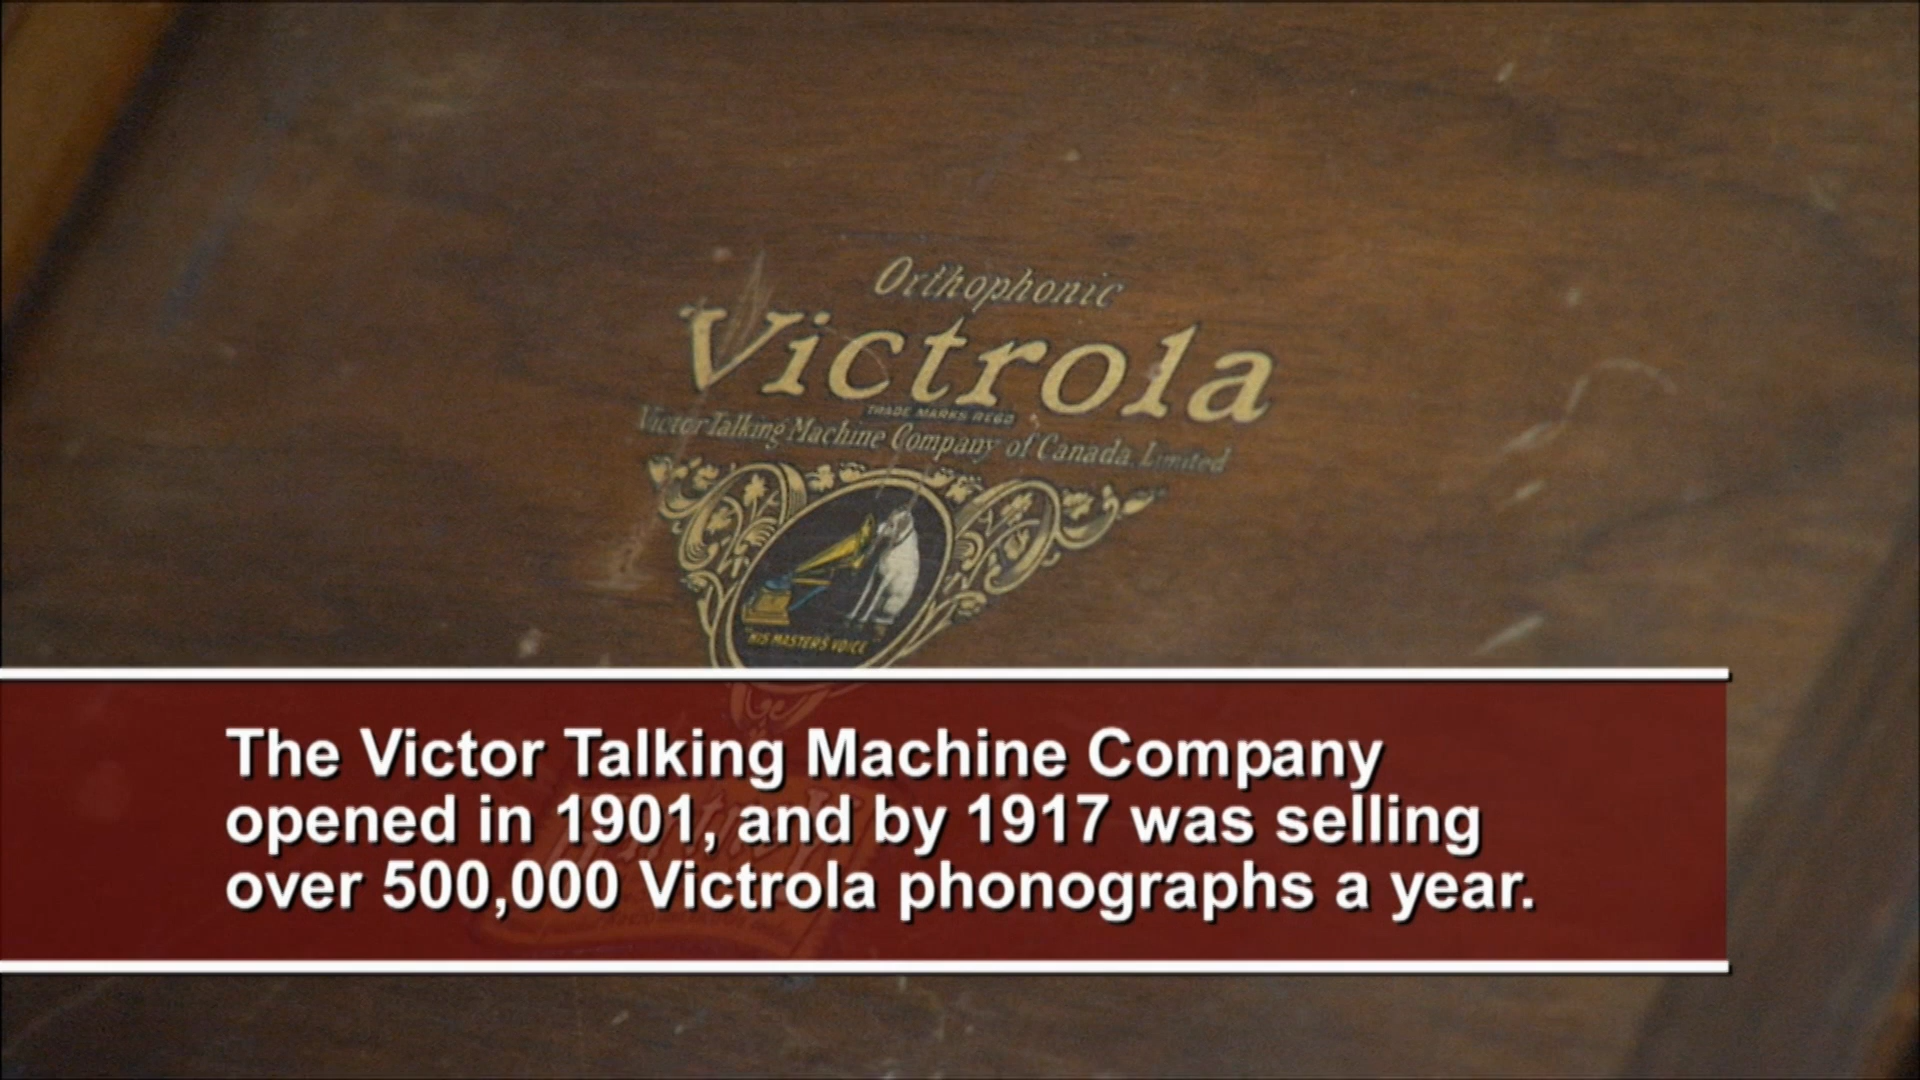 Orthophonic
Victrola
TRADE MARKS REGD
Victor Talking Machine Company of Canada, Limited
"HIS MASTER'S VOICE"
The Victor Talking Machine Company
opened in 1901, and by 1917 was selling
over 500,000 Victrola phonographs a year.